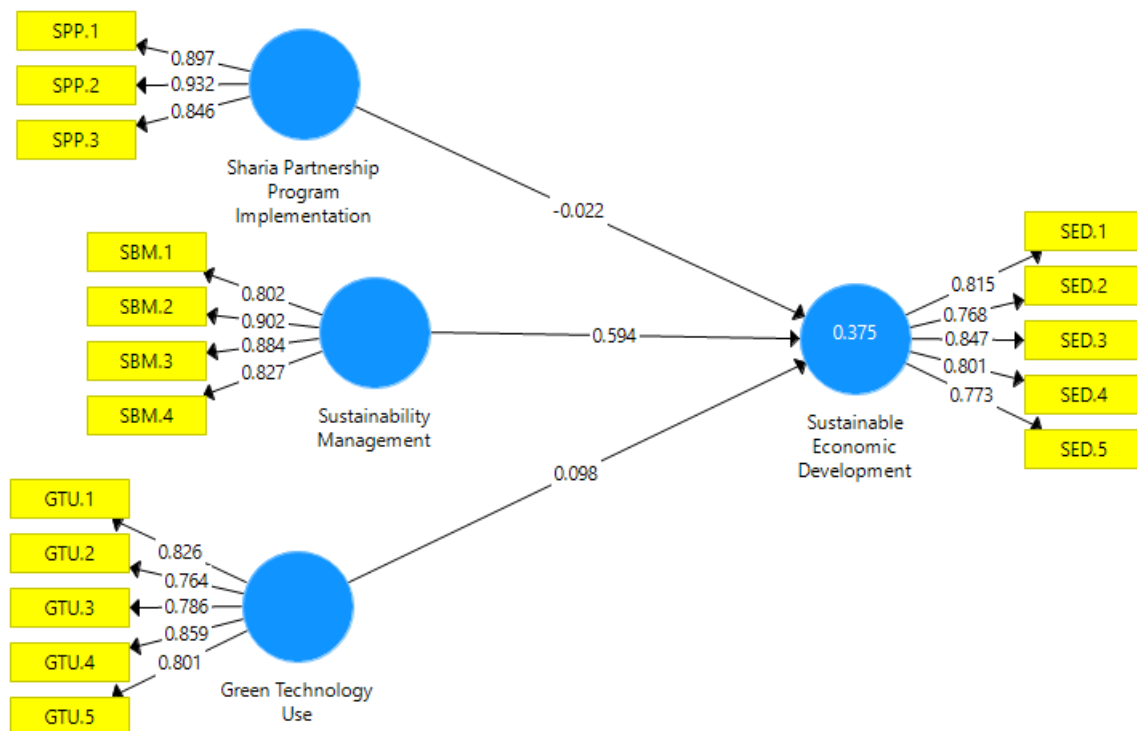 SPP.1
0.897
SPP.2
0.932
0.846
SPP.3
Sharia Partnership
Program
Implementation
-0.022
SBM.1
0.802
SBM.2
0.902
SBM.3
0.884
0.827
SBM.4
Sustainability
Management
0.594
GTU.1
0.826
GTU.2
0.764
GTU.3
0.786
0.859
GTU.4
0.801
GTU.5
Green Technology
Use
0.098
0.375
Sustainable
Economic
Development
SED.1
0.815
SED.2
0.768
0.847
SED.3
0.801
SED.4
0.773
SED.5